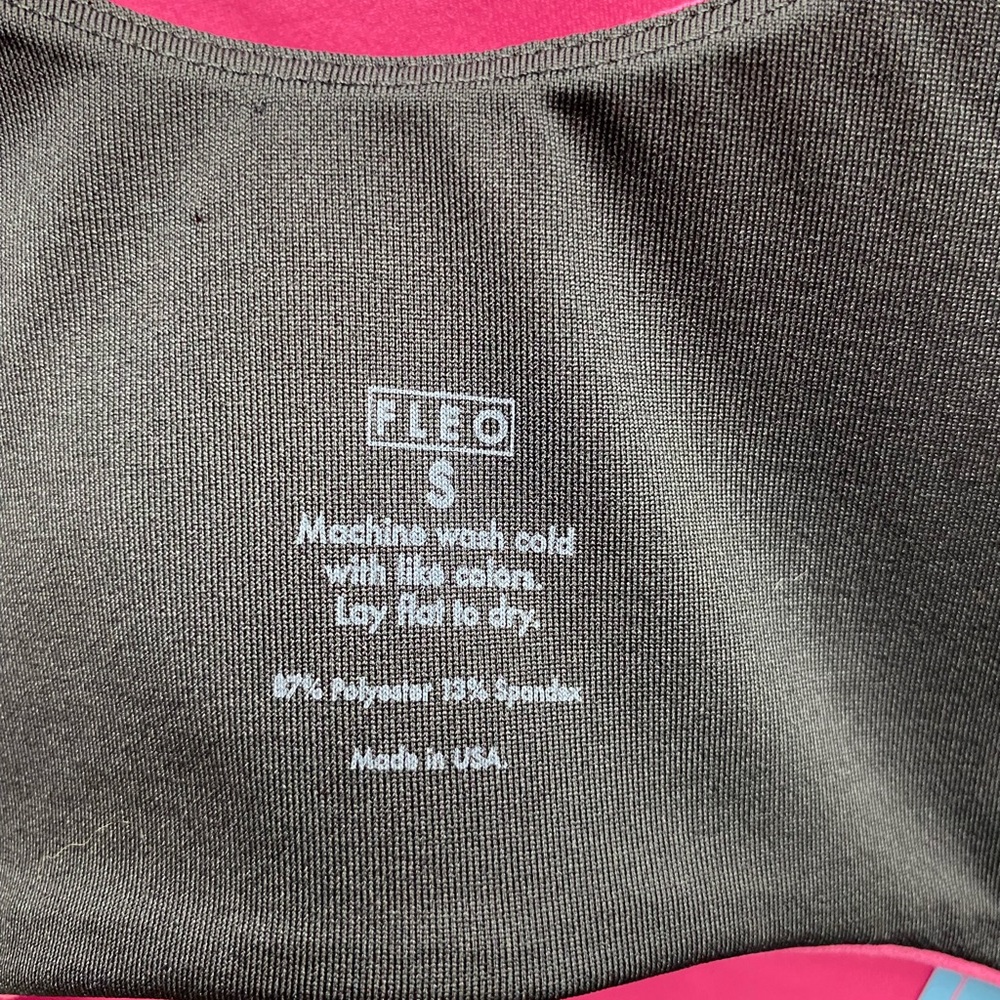 FLEO
S
Machine wash cold
with like colors.
Lay flat to dry.
87% Polyester 13% Spandex
Made in USA.